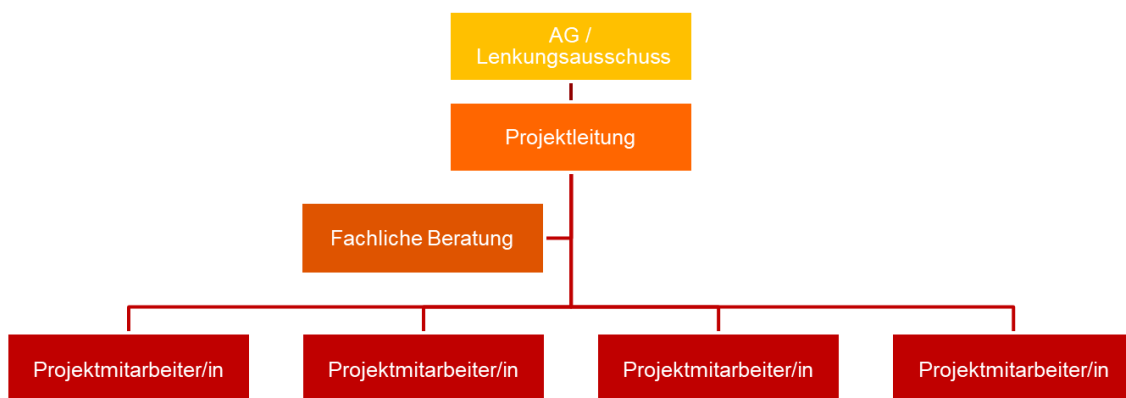 AG /
Lenkungsausschuss
Projektleitung
Fachliche Beratung
Projektmitarbeiter/in
Projektmitarbeiter/in
Projektmitarbeiter/in
Projektmitarbeiter/in